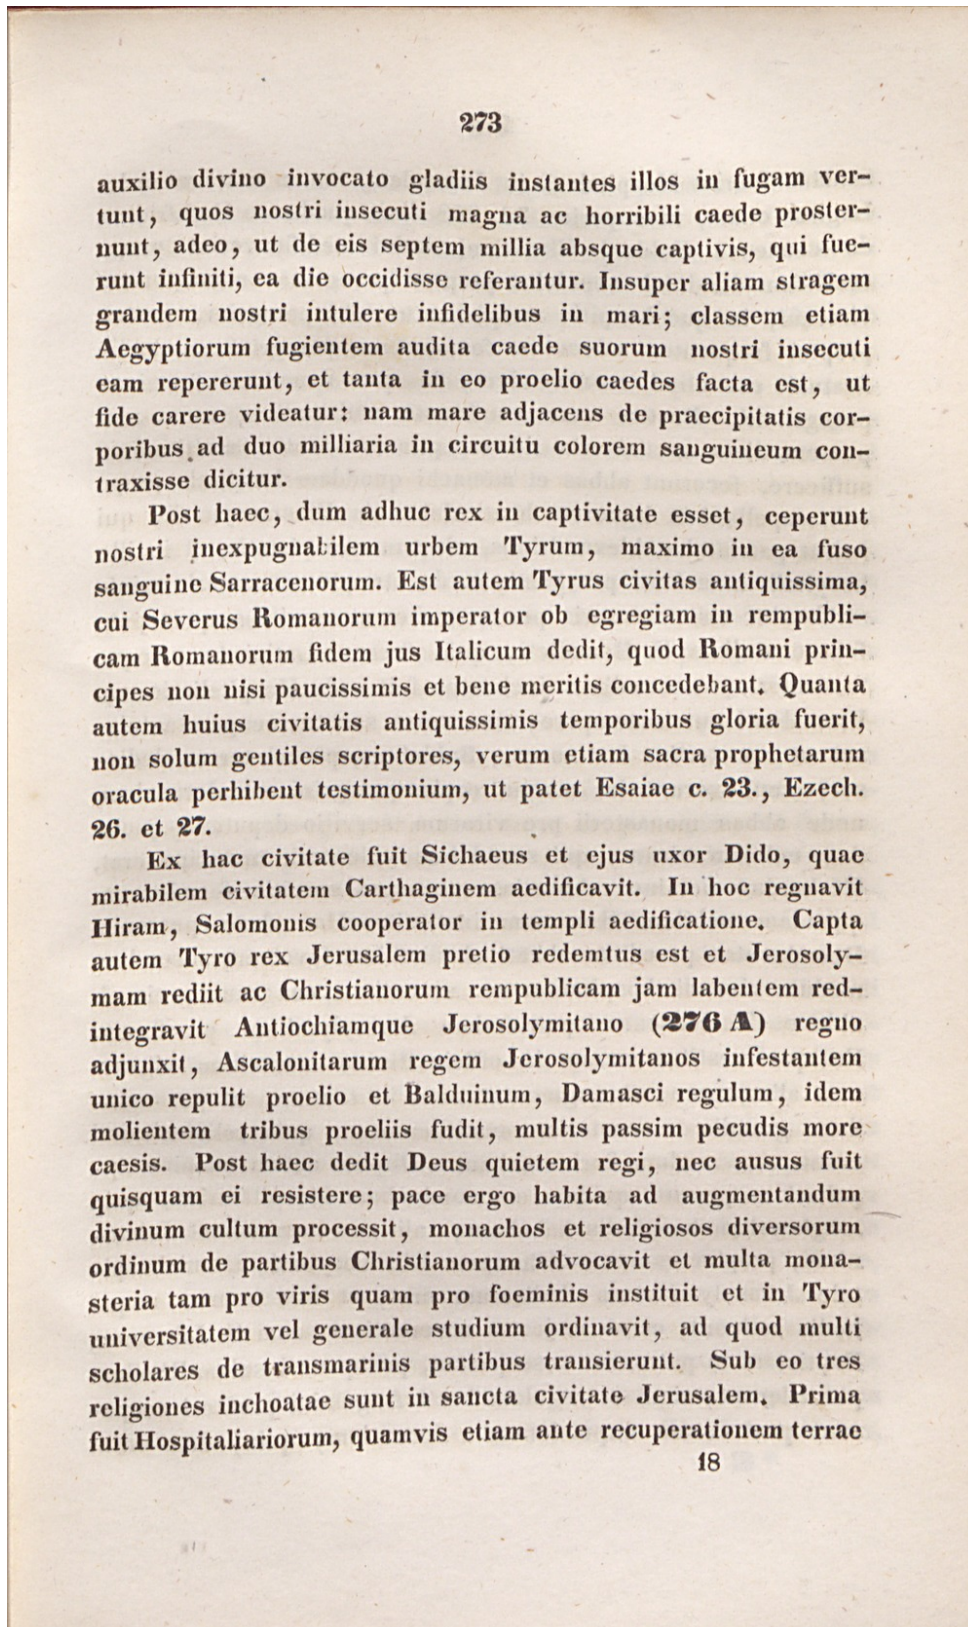 273
auxilio divino invocato gladiis instantes illos in fugam ver-
tunt, quos nostri insecuti magna ac horribili caede proster-
nunt, adeo, ut de eis septem millia absque captivis, qui fue-
runt infiniti, ea die occidisse referantur. Insuper aliam stragem
grandem nostri intulere infidelibus in mari; classem etiam
Aegyptiorum fugientem audita caede suorum nostri insecuti
eam repererunt, et tanta in eo proelio caedes facta est, ut
fide carere videatur: nam mare adjacens de praecipitatis cor-
poribus ad duo milliaria in circuitu colorem sanguineum con-
traxisse dicitur.
Post haec, dum adhuc rex in captivitate esset, ceperunt
nostri inexpugnabilem urbem Tyrum, maximo in ea fuso
sanguine Sarracenorum. Est autem Tyrus civitas antiquissima,
cui Severus Romanorum imperator ob egregiam in rempubli-
cam Romanorum fidem jus Italicum dedit, quod Romani prin-
cipes non nisi paucissimis et bene meritis concedebant. Quanta
autem huius civitatis antiquissimis temporibus gloria fuerit,
non solum gentiles scriptores, verum etiam sacra prophetarum
oracula perhibent testimonium, ut patet Esaiae c. 23., Ezech.
26. et 27.
Ex hac civitate fuit Sichaeus et ejus uxor Dido, quae
mirabilem civitatem Carthaginem aedificavit. In hoc regnavit
Hiram, Salomonis cooperator in templi aedificatione. Capta
autem Tyro rex Jerusalem pretio redemtus est et Jerosoly-
mam rediit ac Christianorum rempublicam jam labentem red-
integravit Antiochiamque Jerosolymitano (276 A) regno
adjunxit, Ascalonitarum regem Jerosolymitanos infestantem
unico repulit proelio et Balduinum, Damasci regulum, idem
molientem tribus proeliis fudit, multis passim pecudis more
caesis. Post haec dedit Deus quietem regi, nec ausus fuit
quisquam ei resistere; pace ergo habita ad augmentandum
divinum cultum processit, monachos et religiosos diversorum
ordinum de partibus Christianorum advocavit et multa mona-
steria tam pro viris quam pro foeminis instituit et in Tyro
universitatem vel generale studium ordinavit, ad quod multi
scholares de transmarinis partibus transierunt. Sub eo tres
religiones inchoatae sunt in sancta civitate Jerusalem. Prima
fuit Hospitaliariorum, quamvis etiam ante recuperationem terrae
18